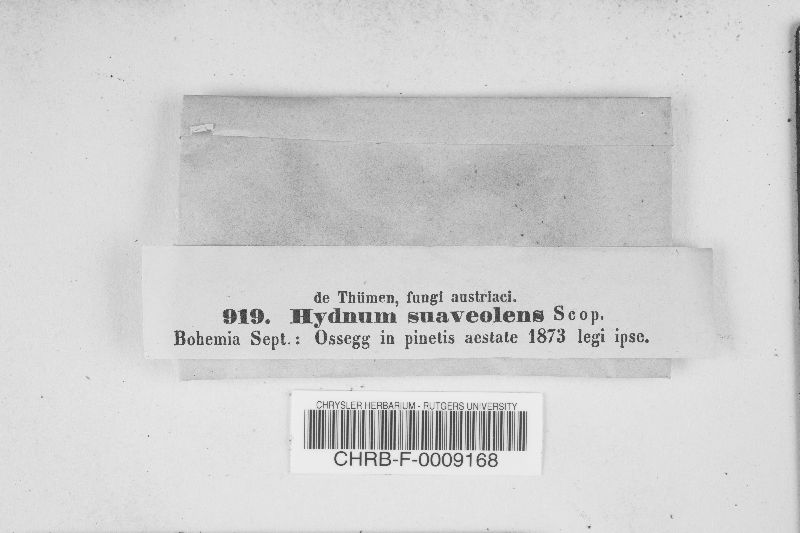 de Thümen, fungi austriaci.
919. Hydnum suaveolens Scop.
Bohemia Sept.: Ossegg in pinetis aestate 1873 legi ipse.
CHRYSLER HERBARIUM - RUTGERS UNIVERSITY
CHRB-F-0009168